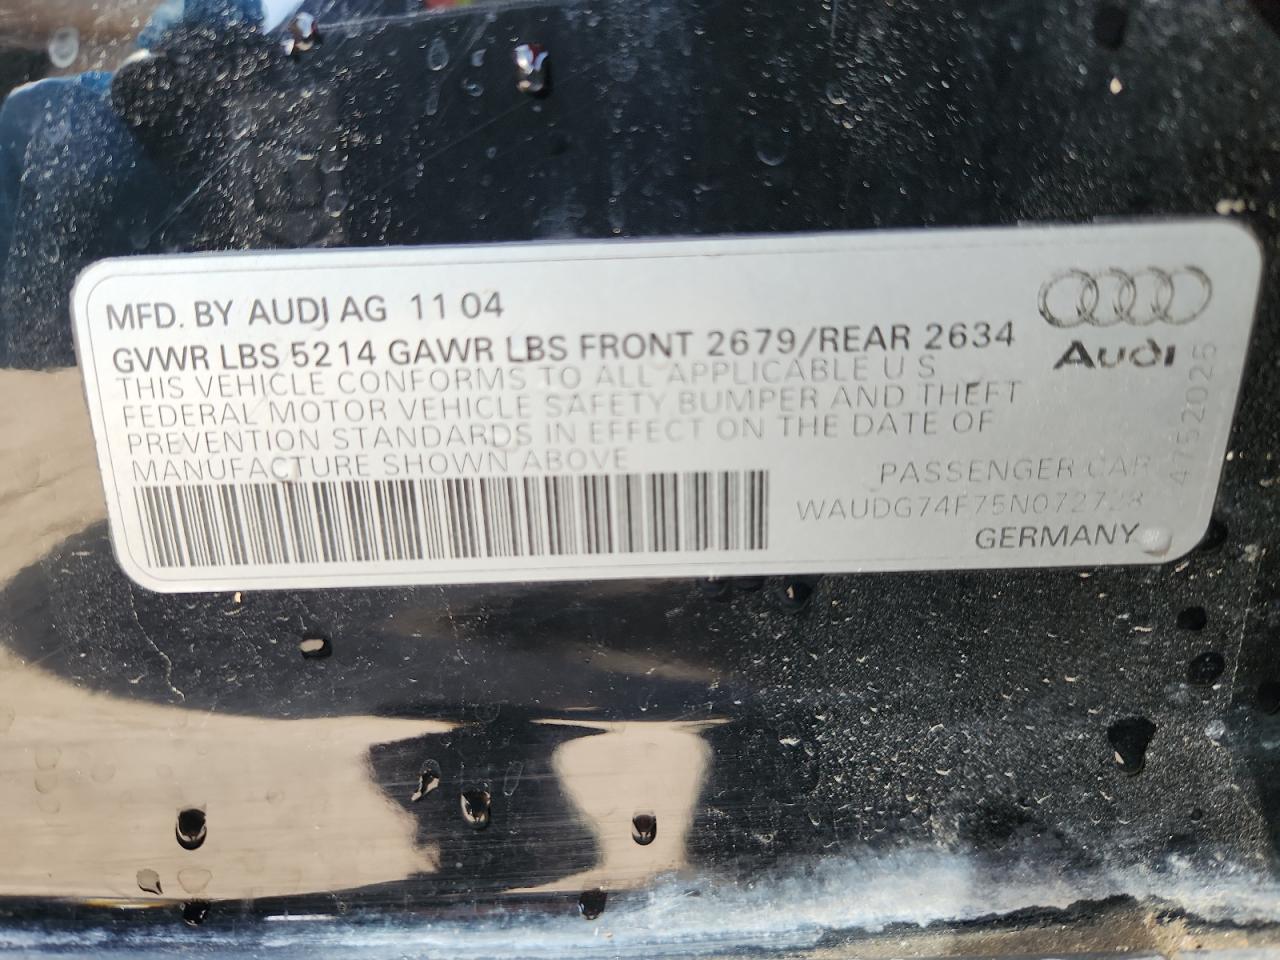 MFD. BY AUDI AG 11 04
GVWR LBS 5214 GAWR LBS FRONT 2679/REAR 2634
THIS VEHICLE CONFORMS TO ALL APPLICABLE U S
FEDERAL MOTOR VEHICLE SAFETY BUMPER AND THEFT
PREVENTION STANDARDS IN EFFECT ON THE DATE OF
MANUFACTURE SHOWN ABOVE
Audi
PASSENGER CAR
WAUDG74F75N072723
GERMANY
4752025